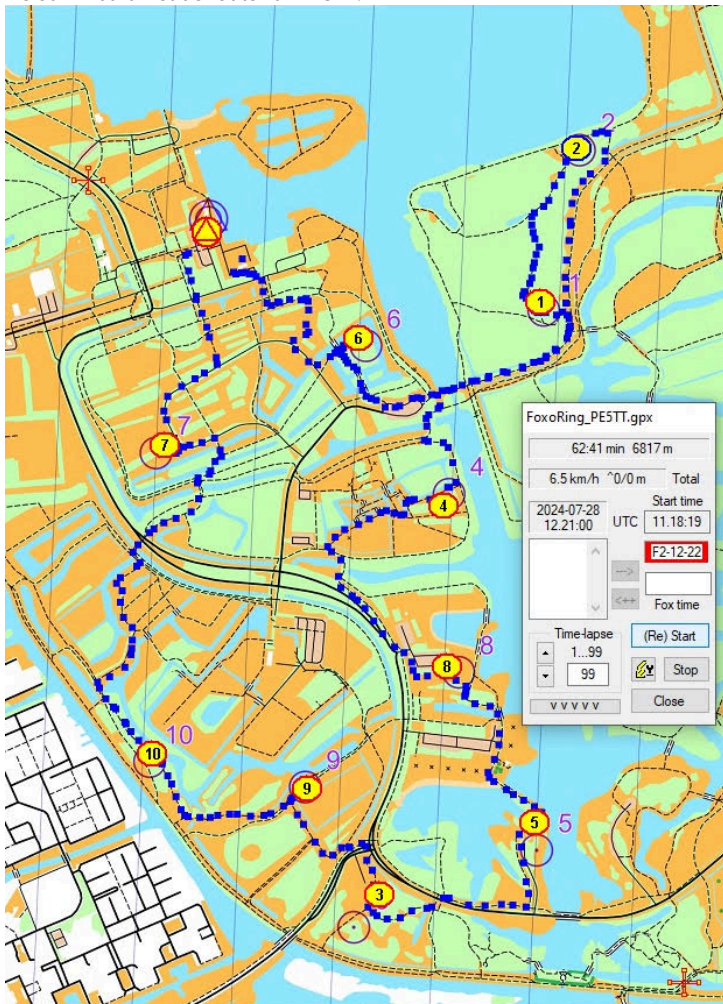 2
2
1
1
6
6
7
7
4
4
8
8
10
10
9
9
5
5
3
FoxoRing_PE5TT.gpx
62:41 min 6817 m
6.5 km/h ^0/0 m Total
2024-07-28
12.21:00
UTC
Start time
11.18:19
F2-12-22
-->
<++
Fox time
Time-lapse
1...99
99
(Re) Start
Stop
v v v v v
Close